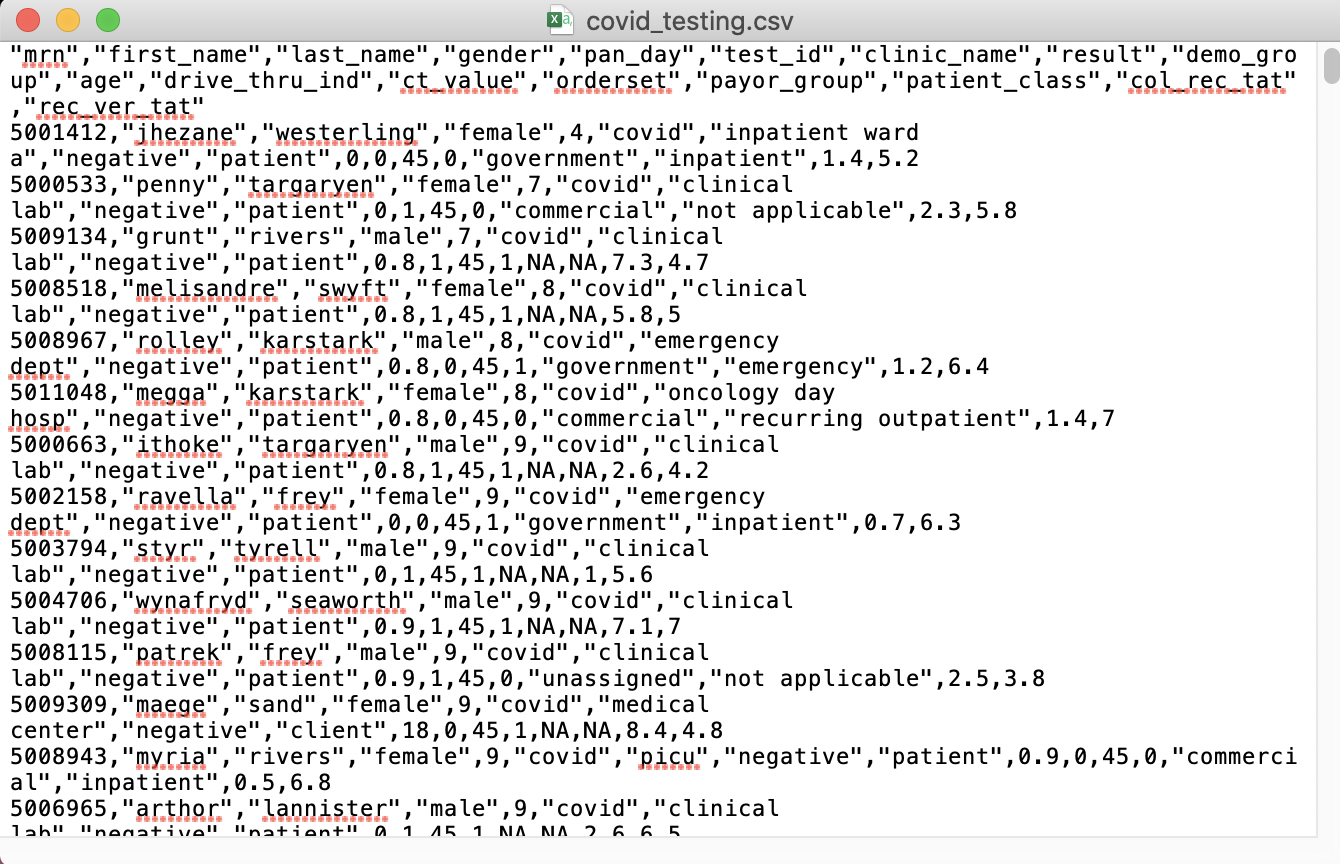 covid_testing.csv
"mrn","first_name","last_name","gender","pan_day","test_id","clinic_name","result","demo_gro
up","age","drive_thru_ind","ct_value","orderset","payor_group","patient_class","col_rec_tat"
,"rec_ver_tat"
5001412,"jhezane","westerling","female",4,"covid","inpatient ward
a","negative","patient",0,0,45,0,"government","inpatient",1.4,5.2
5000533,"penny","targaryen","female",7,"covid","clinical
lab","negative","patient",0,1,45,0,"commercial","not applicable",2.3,5.8
5009134,"grunt","rivers","male",7,"covid","clinical
lab","negative","patient",0.8,1,45,1,NA,NA,7.3,4.7
5008518,"melisandre","swyft","female",8,"covid","clinical
lab","negative","patient",0.8,1,45,1,NA,NA,5.8,5
5008967,"rolley","karstark","male",8,"covid","emergency
dept","negative","patient",0.8,0,45,1,"government","emergency",1.2,6.4
5011048,"megga","karstark","female",8,"covid","oncology day
hosp","negative","patient",0.8,0,45,0,"commercial","recurring outpatient",1.4,7
5000663,"ithoke","targaryen","male",9,"covid","clinical
lab","negative","patient",0.8,1,45,1,NA,NA,2.6,4.2
5002158,"ravella","frey","female",9,"covid","emergency
dept","negative","patient",0,0,45,1,"government","inpatient",0.7,6.3
5003794,"styr","tyrell","male",9,"covid","clinical
lab","negative","patient",0,1,45,1,NA,NA,1,5.6
5004706,"wynafryd","seaworth","male",9,"covid","clinical
lab","negative","patient",0.9,1,45,1,NA,NA,7.1,7
5008115,"patrek","frey","male",9,"covid","clinical
lab","negative","patient",0.9,1,45,0,"unassigned","not applicable",2.5,3.8
5009309,"maege","sand","female",9,"covid","medical
center","negative","client",18,0,45,1,NA,NA,8.4,4.8
5008943,"myria","rivers","female",9,"covid","picu","negative","patient",0.9,0,45,0,"commerci
al","inpatient",0.5,6.8
5006965,"arthor","lannister","male",9,"covid","clinical
lab","negative","patient",0,1,45,1,NA,NA,2.6,6.5